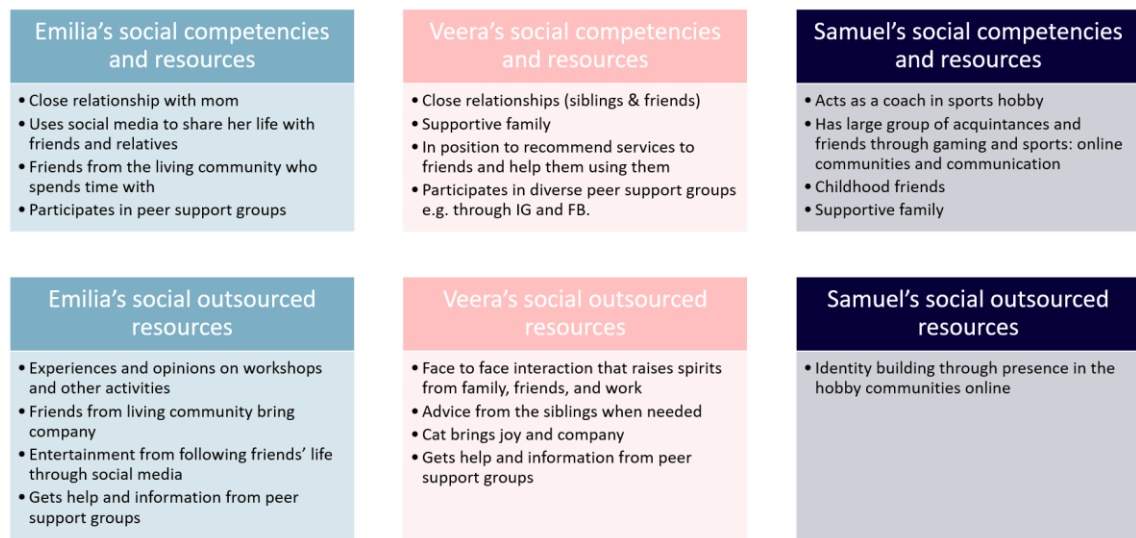 Emilia's social competencies
and resources
• Close relationship with mom
• Uses social media to share her life with
friends and relatives
• Friends from the living community who
spends time with
• Participates in peer support groups
Veera's social competencies
and resources
• Close relationships (siblings & friends)
• Supportive family
• In position to recommend services to
friends and help them using them
• Participates in diverse peer support groups
e.g. through IG and FB.
Samuel's social competencies
and resources
• Acts as a coach in sports hobby
• Has large group of acquintances and
friends through gaming and sports: online
communities and communication
• Childhood friends
• Supportive family
Emilia's social outsourced
resources
• Experiences and opinions on workshops
and other activities
• Friends from living community bring
company
• Entertainment from following friends' life
through social media
• Gets help and information from peer
support groups
Veera's social outsourced
resources
• Face to face interaction that raises spirits
from family, friends, and work
• Advice from the siblings when needed
• Cat brings joy and company
• Gets help and information from peer
support groups
Samuel's social outsourced
resources
• Identity building through presence in the
hobby communities online